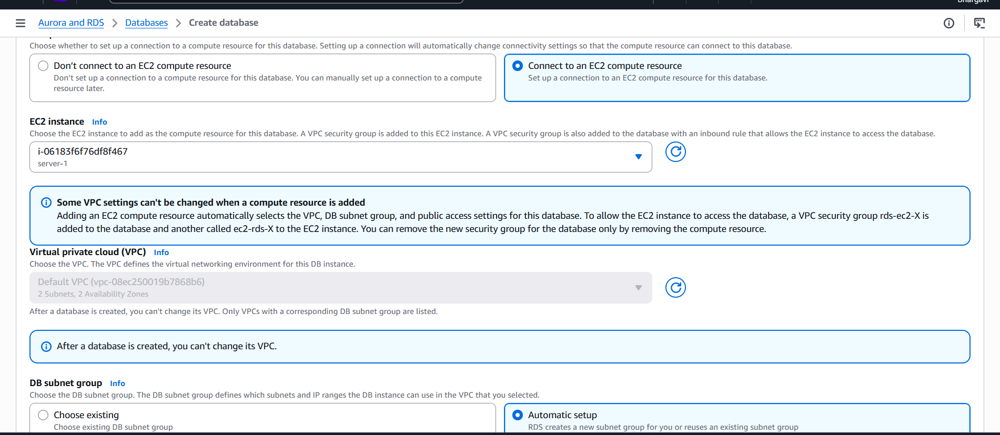 Bhargavi
Aurora and RDS > Databases > Create database
Choose whether to set up a connection to a compute resource for this database. Setting up a connection will automatically change connectivity settings so that the compute resource can connect to this database.
Don’t connect to an EC2 compute resource
Don’t set up a connection to a compute resource for this database. You can manually set up a connection to a compute
resource later.
Connect to an EC2 compute resource
Set up a connection to an EC2 compute resource for this database.
EC2 instance Info
Choose the EC2 instance to add as the compute resource for this database. A VPC security group is added to this EC2 instance. A VPC security group is also added to the database with an inbound rule that allows the EC2 instance to access the database.
i-06183f6f76df8f467
server-1
Some VPC settings can't be changed when a compute resource is added
Adding an EC2 compute resource automatically selects the VPC, DB subnet group, and public access settings for this database. To allow the EC2 instance to access the database, a VPC security group rds-ec2-X is
added to the database and another called ec2-rds-X to the EC2 instance. You can remove the new security group for the database only by removing the compute resource.
Virtual private cloud (VPC) Info
Choose the VPC. The VPC defines the virtual networking environment for this DB instance.
Default VPC (vpc-08ec250019b7868b6)
2 Subnets, 2 Availability Zones
After a database is created, you can't change its VPC. Only VPCs with a corresponding DB subnet group are listed.
After a database is created, you can't change its VPC.
DB subnet group Info
Choose the DB subnet group. The DB subnet group defines which subnets and IP ranges the DB instance can use in the VPC that you selected.
Choose existing
Choose existing DB subnet group
Automatic setup
RDS creates a new subnet group for you or reuses an existing subnet group